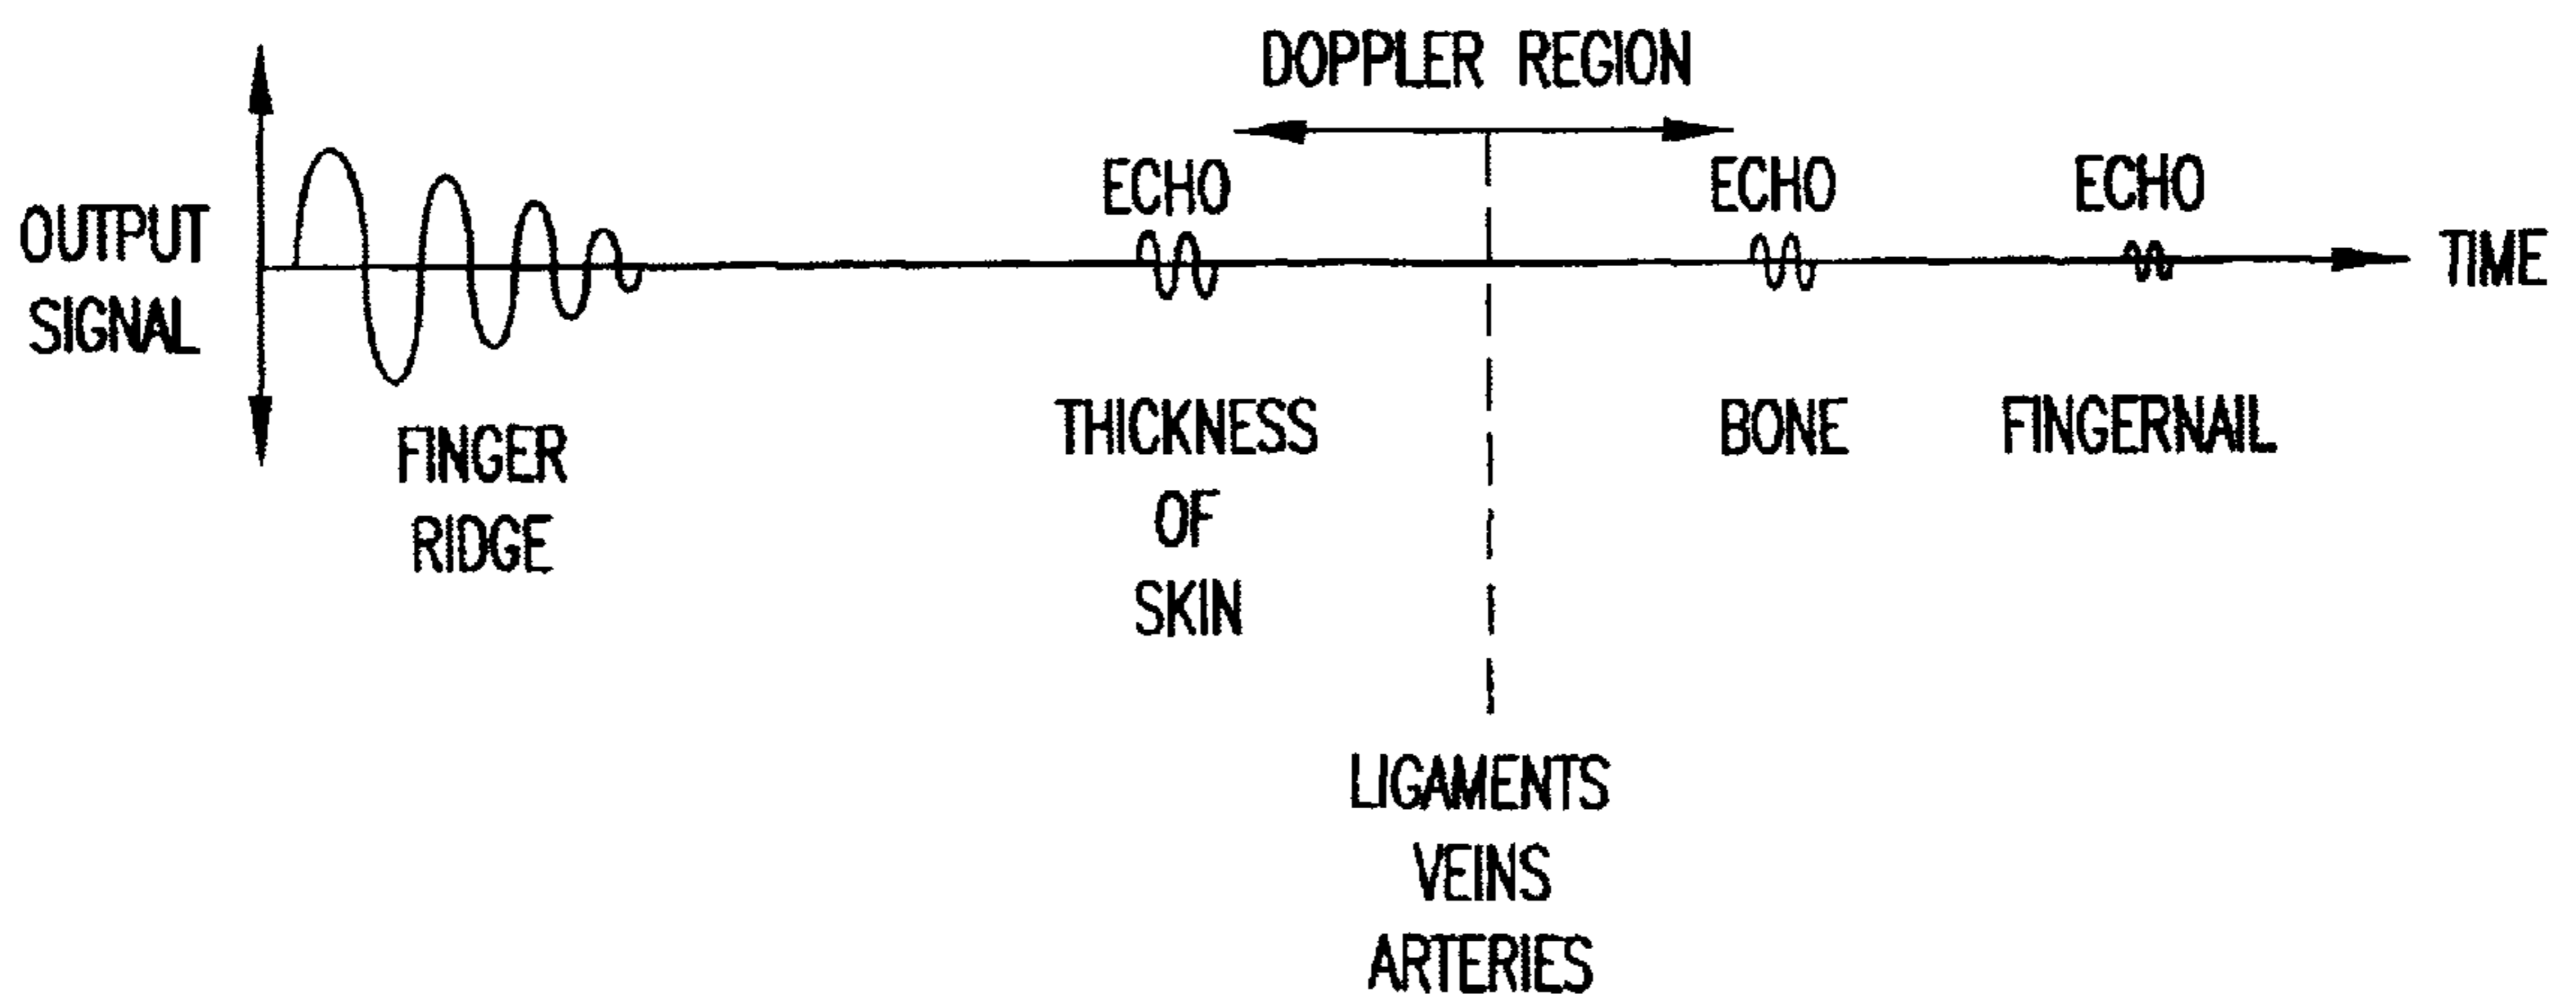 DOPPLER REGION
ECHO
ECHO
ECHO
OUTPUT
SIGNAL
TIME
FINGER
RIDGE
THICKNESS
OF
SKIN
BONE
FINGERNAIL
LIGAMENTS
VEINS
ARTERIES